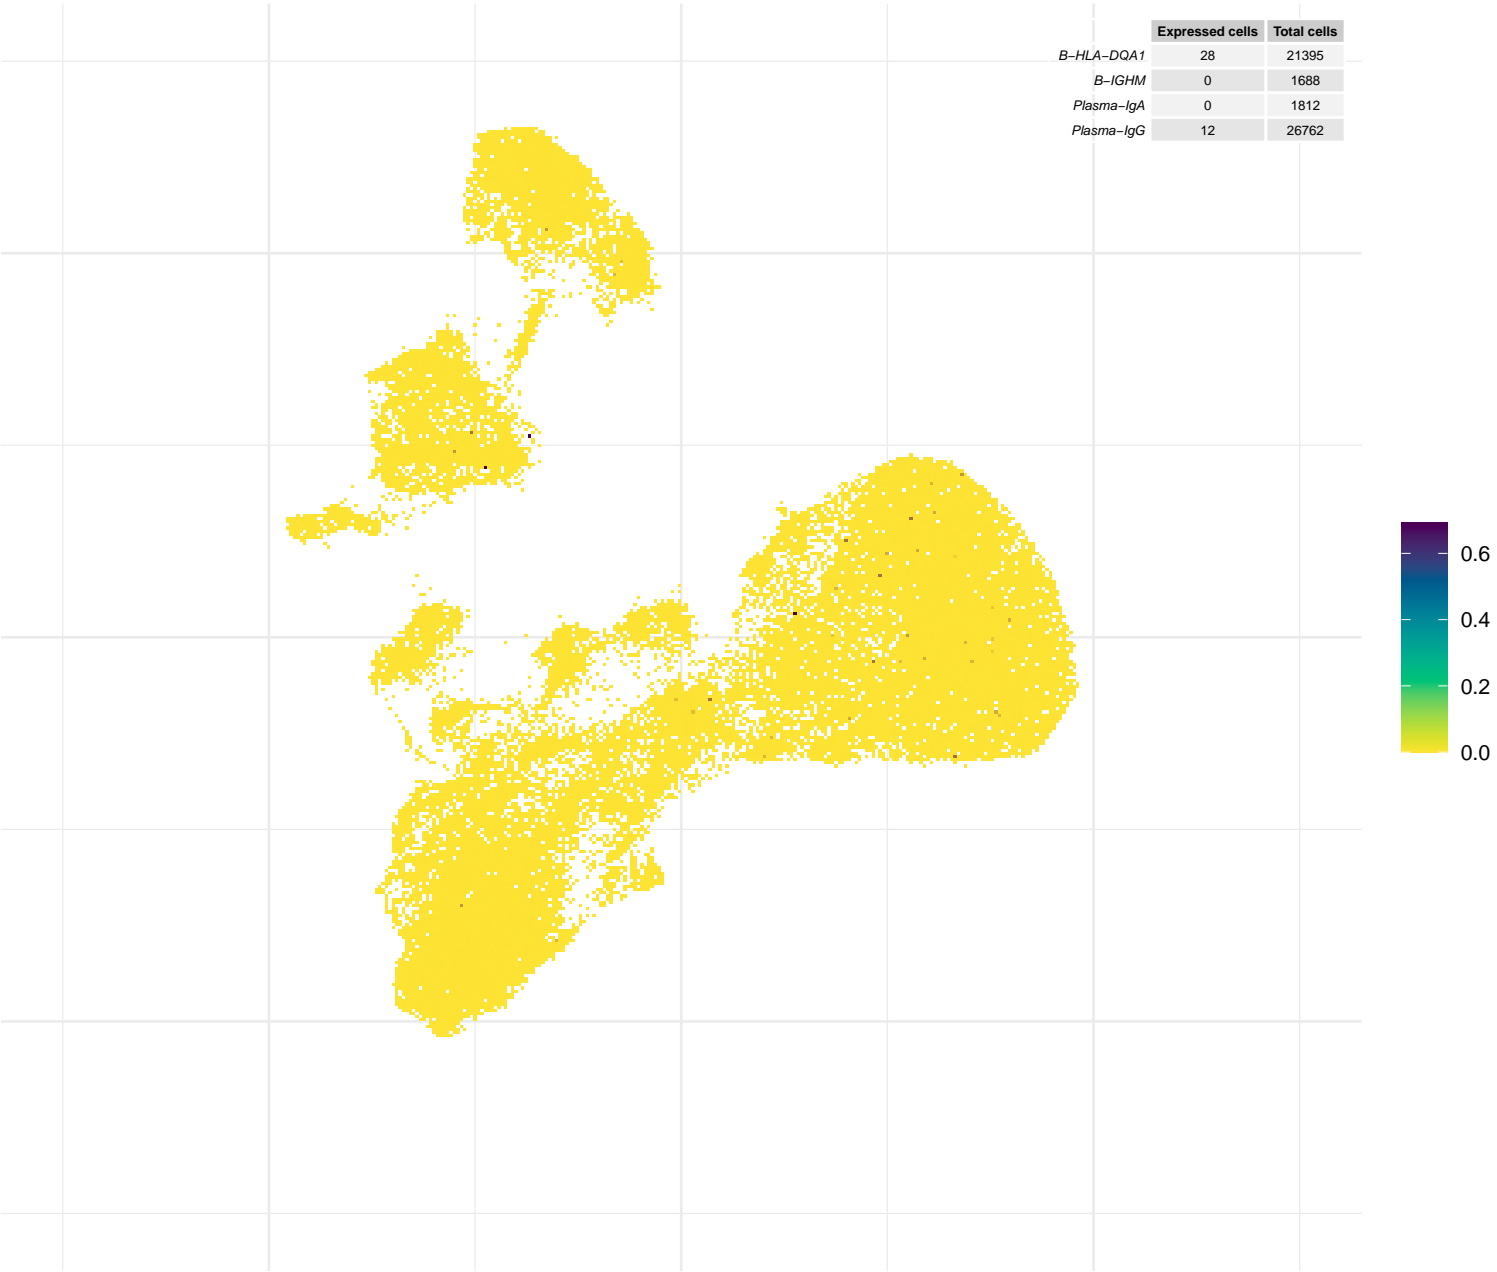 Expressed cells Total cells
B−HLA−DQA1 28 21395
B−IGHM 0 1688
Plasma−IgA 0 1812
Plasma−IgG 12 26762
0.6
0.4
0.2
0.0